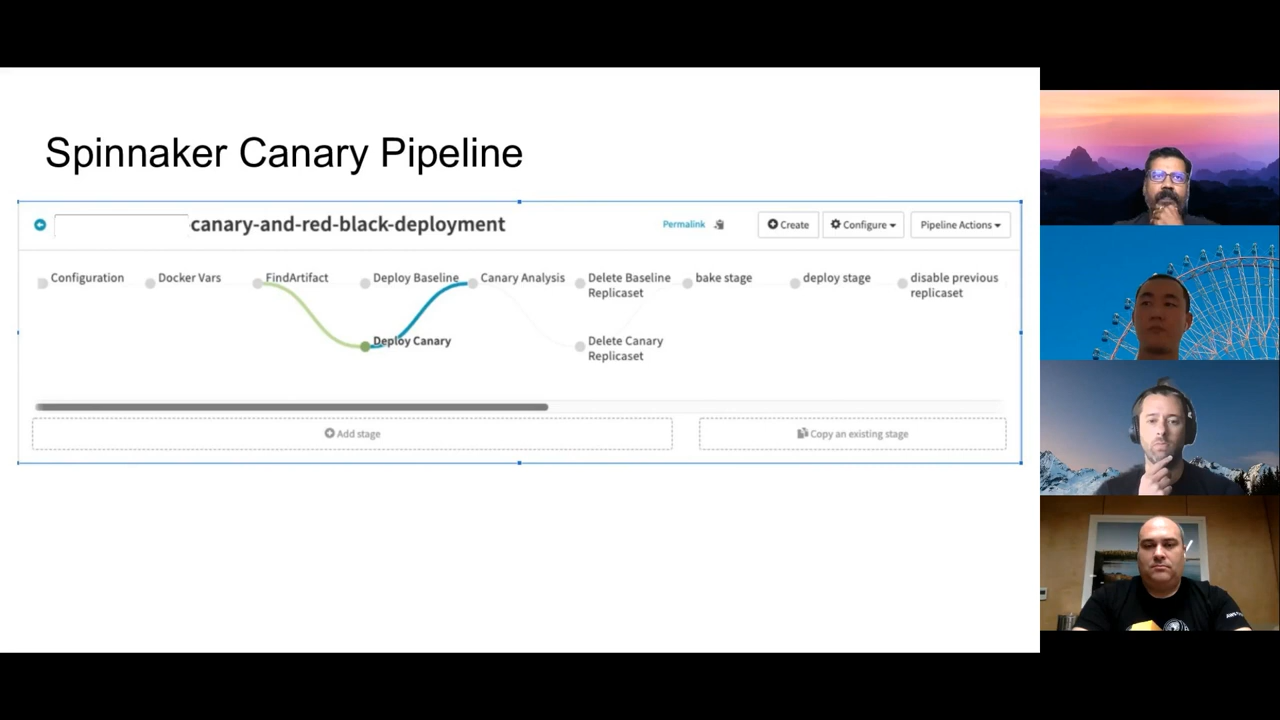 Spinnaker Canary Pipeline
canary-and-red-black-deployment
Permalink
Create
Configure
Pipeline Actions
Configuration
Docker Vars
FindArtifact
Deploy Baseline
Canary Analysis
Delete Baseline
Replicaset
bake stage
deploy stage
disable previous
replicaset
Deploy Canary
Delete Canary
Replicaset
Add stage
Copy an existing stage